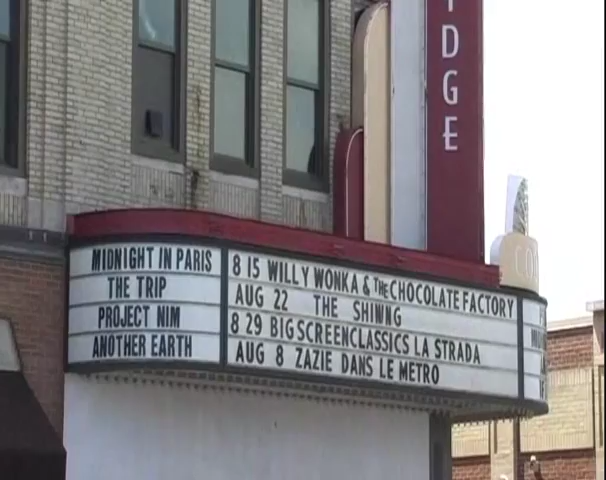 IDGE
MIDNIGHT IN PARIS
THE TRIP
PROJECT NIM
ANOTHER EARTH
8 15 WILLY WONKA & THE CHOCOLATE FACTORY
AUG 22 THE SHINNG
8 29 BIGSCREENCLASSICS LA STRADA
AUG 8 ZAZIE DANS LE METRO